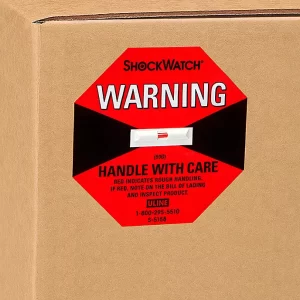 SHOCKWATCH®
WARNING
HANDLE WITH CARE
RED INDICATES ROUGH HANDLING.
IF RED, NOTE ON THE BILL OF LADING
AND INSPECT PRODUCT.
ULINE
1-800-295-5510